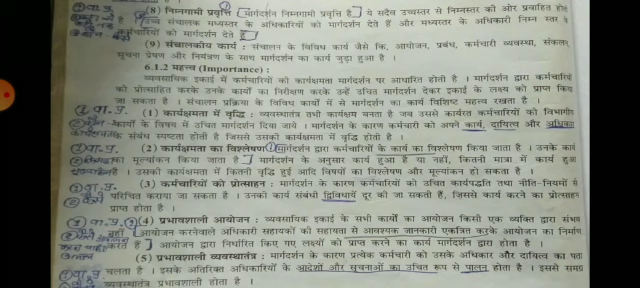 (8) निम्नगामी प्रवृत्ति [मार्गदर्शन निम्नगामी प्रवृत्ति है] ये सदैव उच्चस्तर से निम्नस्तर की ओर प्रवाहित होता
है [उच्च संचालक मध्यस्तर के अधिकारियों को मार्गदर्शन देते हैं और मध्यस्तर के अधिकारी निम्न स्तर के
कर्मचारियों को मार्गदर्शन देते हैं]
(9) संचालकीय कार्य : संचालन के विविध कार्य जैसे कि, आयोजन, प्रबंध, कर्मचारी व्यवस्था, संकलन,
सूचना प्रेषण और नियंत्रण के साथ मार्गदर्शन का कार्य जुड़ा हुआ है ।
6.1.2 महत्त्व (Importance) :
व्यवसायिक इकाई में कर्मचारियों की कार्यक्षमता मार्गदर्शन पर आधारित होती है । मार्गदर्शन द्वारा कर्मचारियों
को प्रोत्साहित करके उनके कार्यों का निरीक्षण करके उन्हें उचित मार्गदर्शन देकर इकाई के लक्ष्य को प्राप्त किया
जा सकता है । संचालन प्रक्रिया के विविध कार्यों में से मार्गदर्शन का कार्य विशिष्ट महत्त्व रखता है ।
(1) कार्यक्षमता में वृद्धि : व्यवस्थातंत्र तभी कार्यक्षम बनता है जब उससे कार्यरत कर्मचारियों को विभागीय
कार्यों के विषय में उचित मार्गदर्शन दिया जाये । मार्गदर्शन के कारण कर्मचारी को अपने कार्य, दायित्व और अधिकार
के संबंध स्पष्टता होती है जिससे उसकी कार्यक्षमता में वृद्धि होती है ।
(2) कार्यक्षमता का विश्लेषण : [मार्गदर्शन द्वारा कर्मचारियों के कार्य का विश्लेषण किया जाता है । उनके कार्य
का मूल्यांकन किया जाता है] मार्गदर्शन के अनुसार कार्य हुआ है या नहीं, कितनी मात्रा में कार्य हुआ
है । उसकी कार्यक्षमता में कितनी वृद्धि हुई आदि विषयों का विश्लेषण और मूल्यांकन हो सकता है ।
(3) कर्मचारियों को प्रोत्साहन : मार्गदर्शन के कारण कर्मचारियों को उचित कार्यपद्धति तथा नीति-नियमों से
परिचित कराया जा सकता है । उनकी कार्य संबंधी द्विविधायें दूर की जा सकती हैं, जिससे कार्य करने का प्रोत्साहन
प्राप्त होता है ।
(4) प्रभावशाली आयोजन : व्यवसायिक इकाई के सभी कार्यों का आयोजन किसी एक व्यक्ति द्वारा संभव
नहीं [आयोजन करनेवाले अधिकारी सहायकों की सहायता से आवश्यक जानकारी एकत्रित करके आयोजन का निर्माण
करते हैं] आयोजन द्वारा निर्धारित किए गए लक्ष्यों को प्राप्त करने का कार्य मार्गदर्शन द्वारा होता है ।
(5) प्रभावशाली व्यवस्थातंत्र : मार्गदर्शन के कारण प्रत्येक कर्मचारी को उसके अधिकार और दायित्व का पता
चलता है । इसके अतिरिक्त अधिकारियों के आदेशों और सूचनाओं का उचित रूप से पालन होता है । इससे समग्र
व्यवस्थातंत्र प्रभावशाली होता है ।